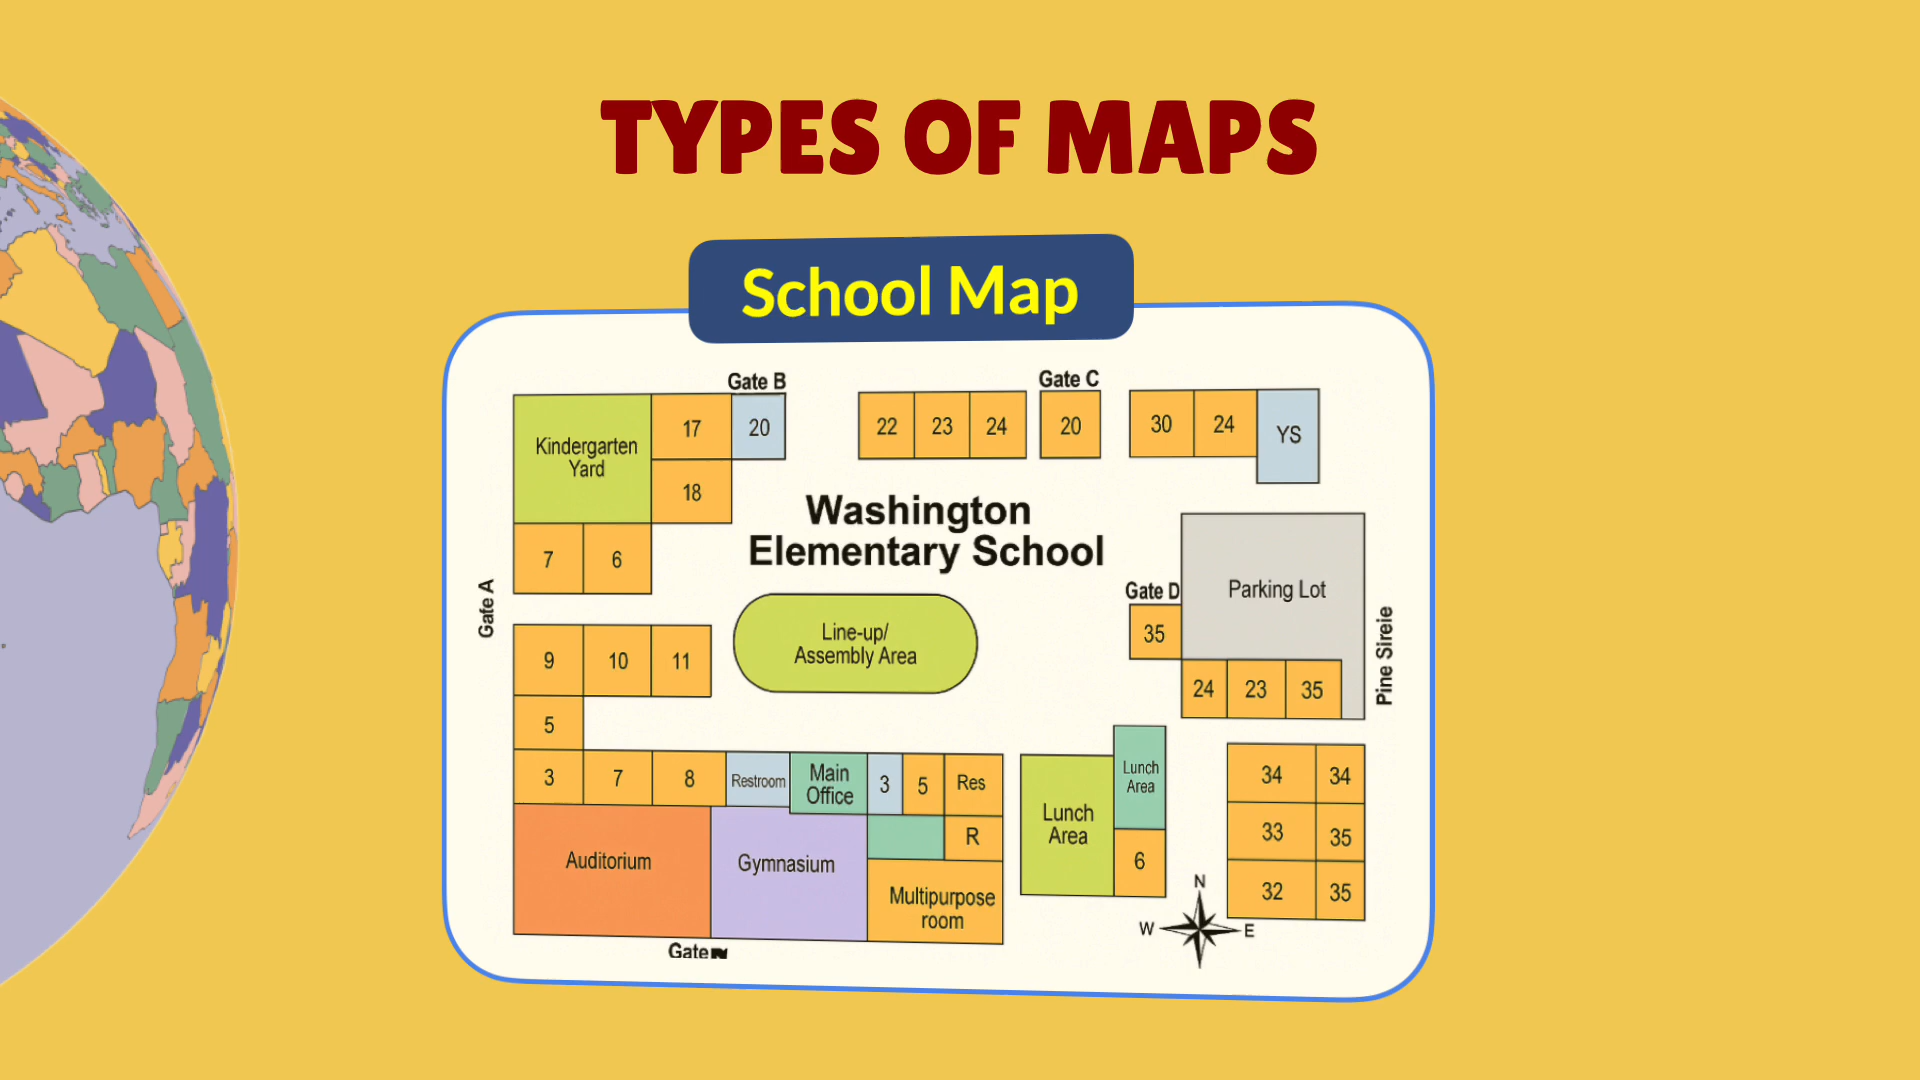 TYPES OF MAPS
School Map
Gate B
Gate C
Kindergarten
Yard
17
20
22
23
24
20
30
24
YS
18
Washington
Elementary School
7
6
Gate A
Parking Lot
Gate D
35
Line-up/
Assembly Area
9
10
11
24
23
35
Pine Sireie
5
3
7
8
Restroom
Main
Office
3
5
Res
R
Lunch
Area
Lunch
Area
6
34
34
33
35
32
35
Auditorium
Gymnasium
Multipurpose
room
Gate
N
W
E